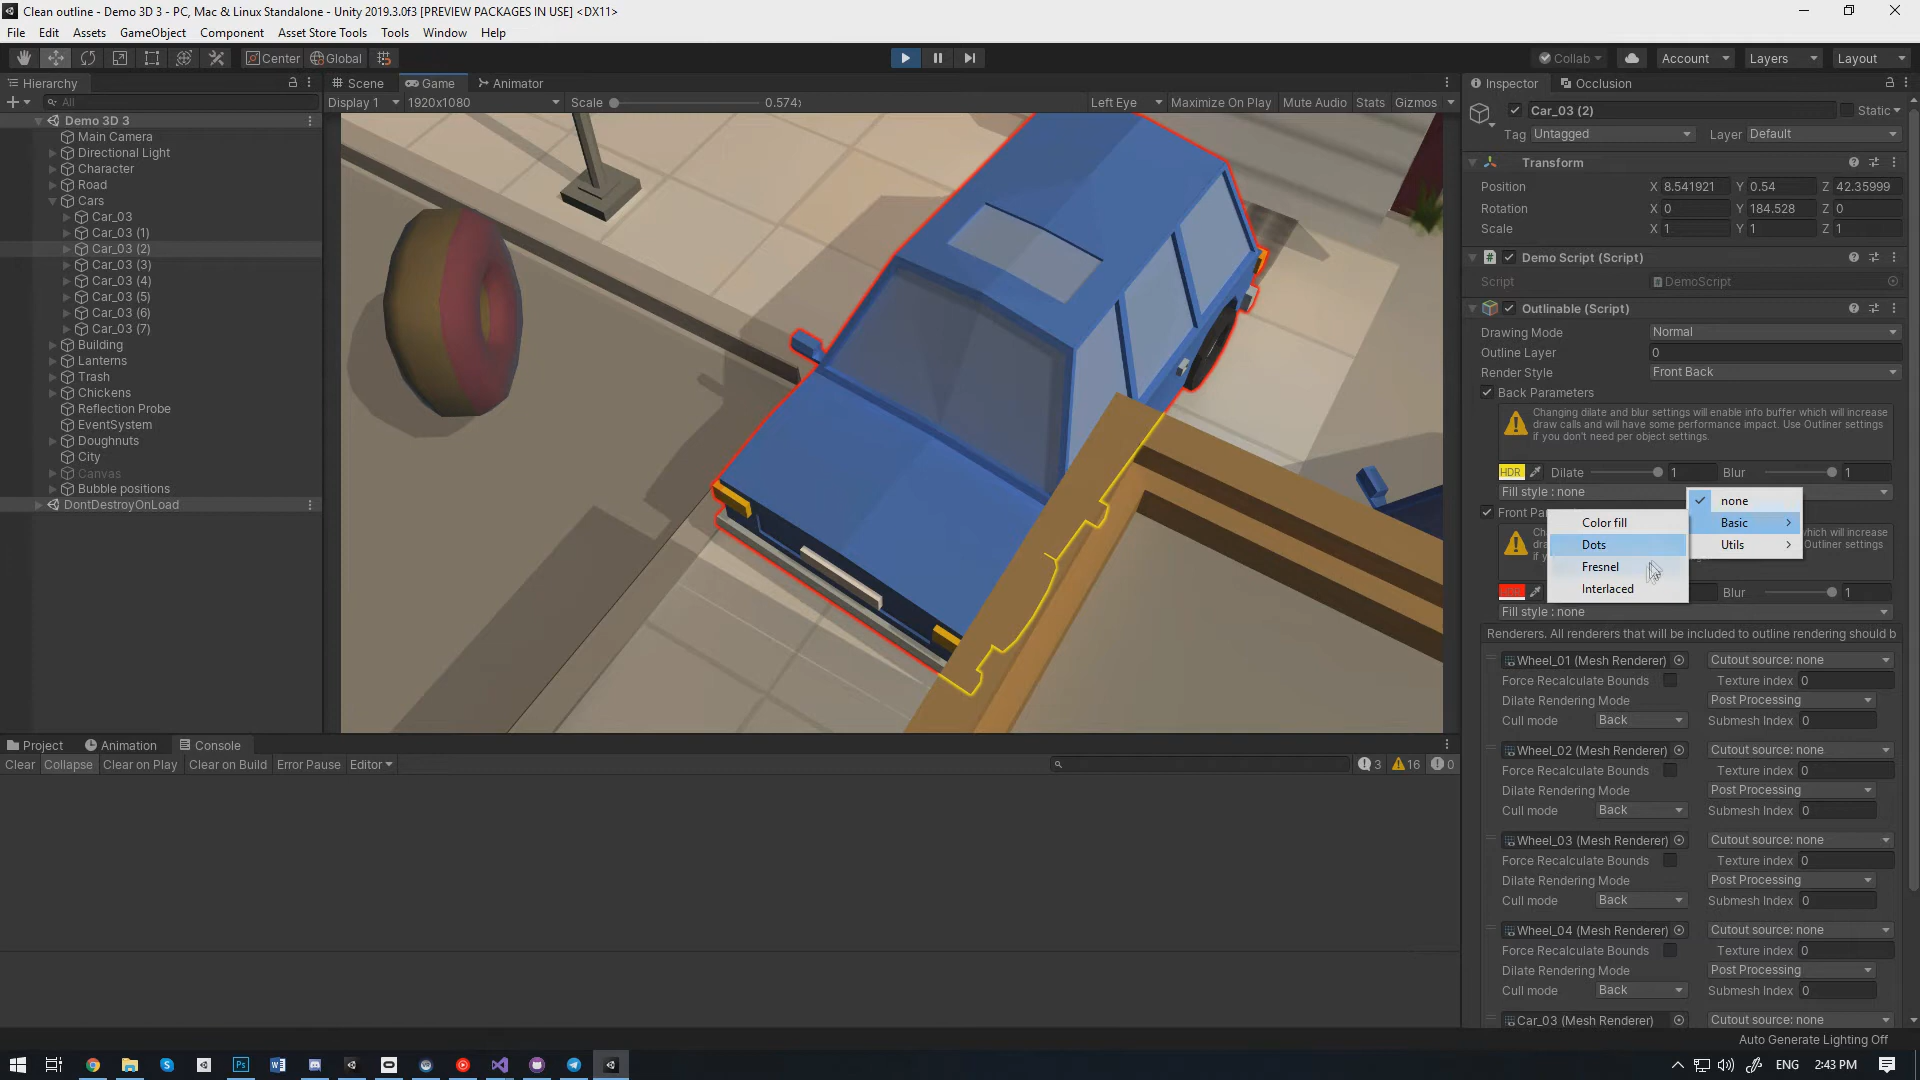 Clean outline - Demo 3D 3 - PC, Mac & Linux Standalone - Unity 2019.3.0f3 [PREVIEW PACKAGES IN USE] <DX11>
File Edit Assets GameObject Component Asset Store Tools Tools Window Help
Center Global Collab Account Layers Layout
Hierarchy Scene Game Animator Inspector Occlusion
All Display 1 1920x1080 Scale 0.574x Left Eye Maximize On Play Mute Audio Stats Gizmos
Demo 3D 3
Main Camera
Directional Light
Character
Road
Cars
Car_03
Car_03 (1)
Car_03 (2)
Car_03 (3)
Car_03 (4)
Car_03 (5)
Car_03 (6)
Car_03 (7)
Building
Lanterns
Trash
Chickens
Reflection Probe
EventSystem
Doughnuts
City
Canvas
Bubble positions
DontDestroyOnLoad
Car_03 (2) Static
Tag Untagged Layer Default
Transform
Position X 8.541921 Y 0.54 Z 42.35999
Rotation X 0 Y 184.528 Z 0
Scale X 1 Y 1 Z 1
Demo Script (Script)
Script DemoScript
Outlinable (Script)
Drawing Mode Normal
Outline Layer 0
Render Style Front Back
Back Parameters
Changing dilate and blur settings will enable info buffer which will increase
draw calls and will have some performance impact. Use Outliner settings
if you don't need per object settings.
HDR Dilate 1 Blur 1
Fill style : none
none
Basic
Utils
Color fill
Dots
Fresnel
Interlaced
Front Pa
Blur 1
Fill style : none
Renderers. All renderers that will be included to outline rendering should b
Wheel_01 (Mesh Renderer) Cutout source: none
Force Recalculate Bounds Texture index 0
Dilate Rendering Mode Post Processing
Cull mode Back Submesh Index 0
Wheel_02 (Mesh Renderer) Cutout source: none
Force Recalculate Bounds Texture index 0
Dilate Rendering Mode Post Processing
Cull mode Back Submesh Index 0
Wheel_03 (Mesh Renderer) Cutout source: none
Force Recalculate Bounds Texture index 0
Dilate Rendering Mode Post Processing
Cull mode Back Submesh Index 0
Wheel_04 (Mesh Renderer) Cutout source: none
Force Recalculate Bounds Texture index 0
Dilate Rendering Mode Post Processing
Cull mode Back Submesh Index 0
Car_03 (Mesh Renderer) Cutout source: none
Project Animation Console
Clear Collapse Clear on Play Clear on Build Error Pause Editor 3 16 0
Auto Generate Lighting Off
ENG 2:43 PM